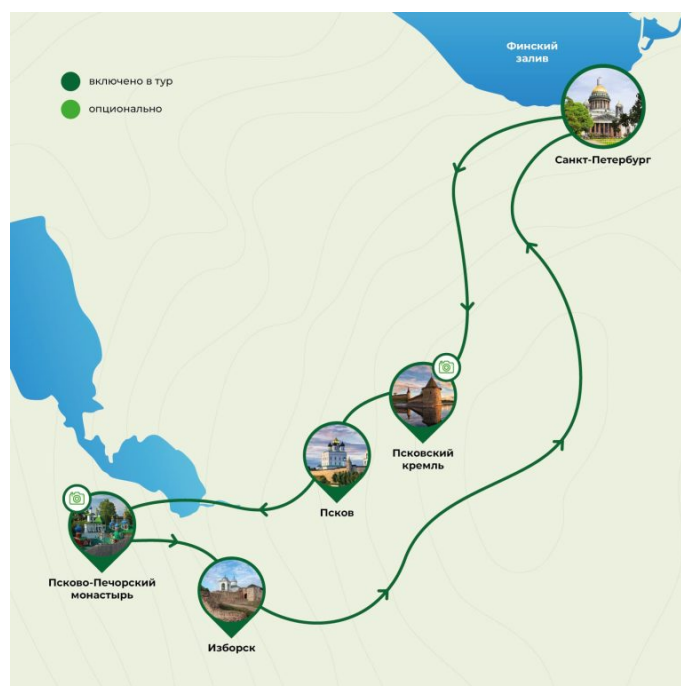 Финский
залив
включено в тур
опционально
Санкт-Петербург
Псковский
кремль
Псков
Псково-Печорский
монастырь
Изборск